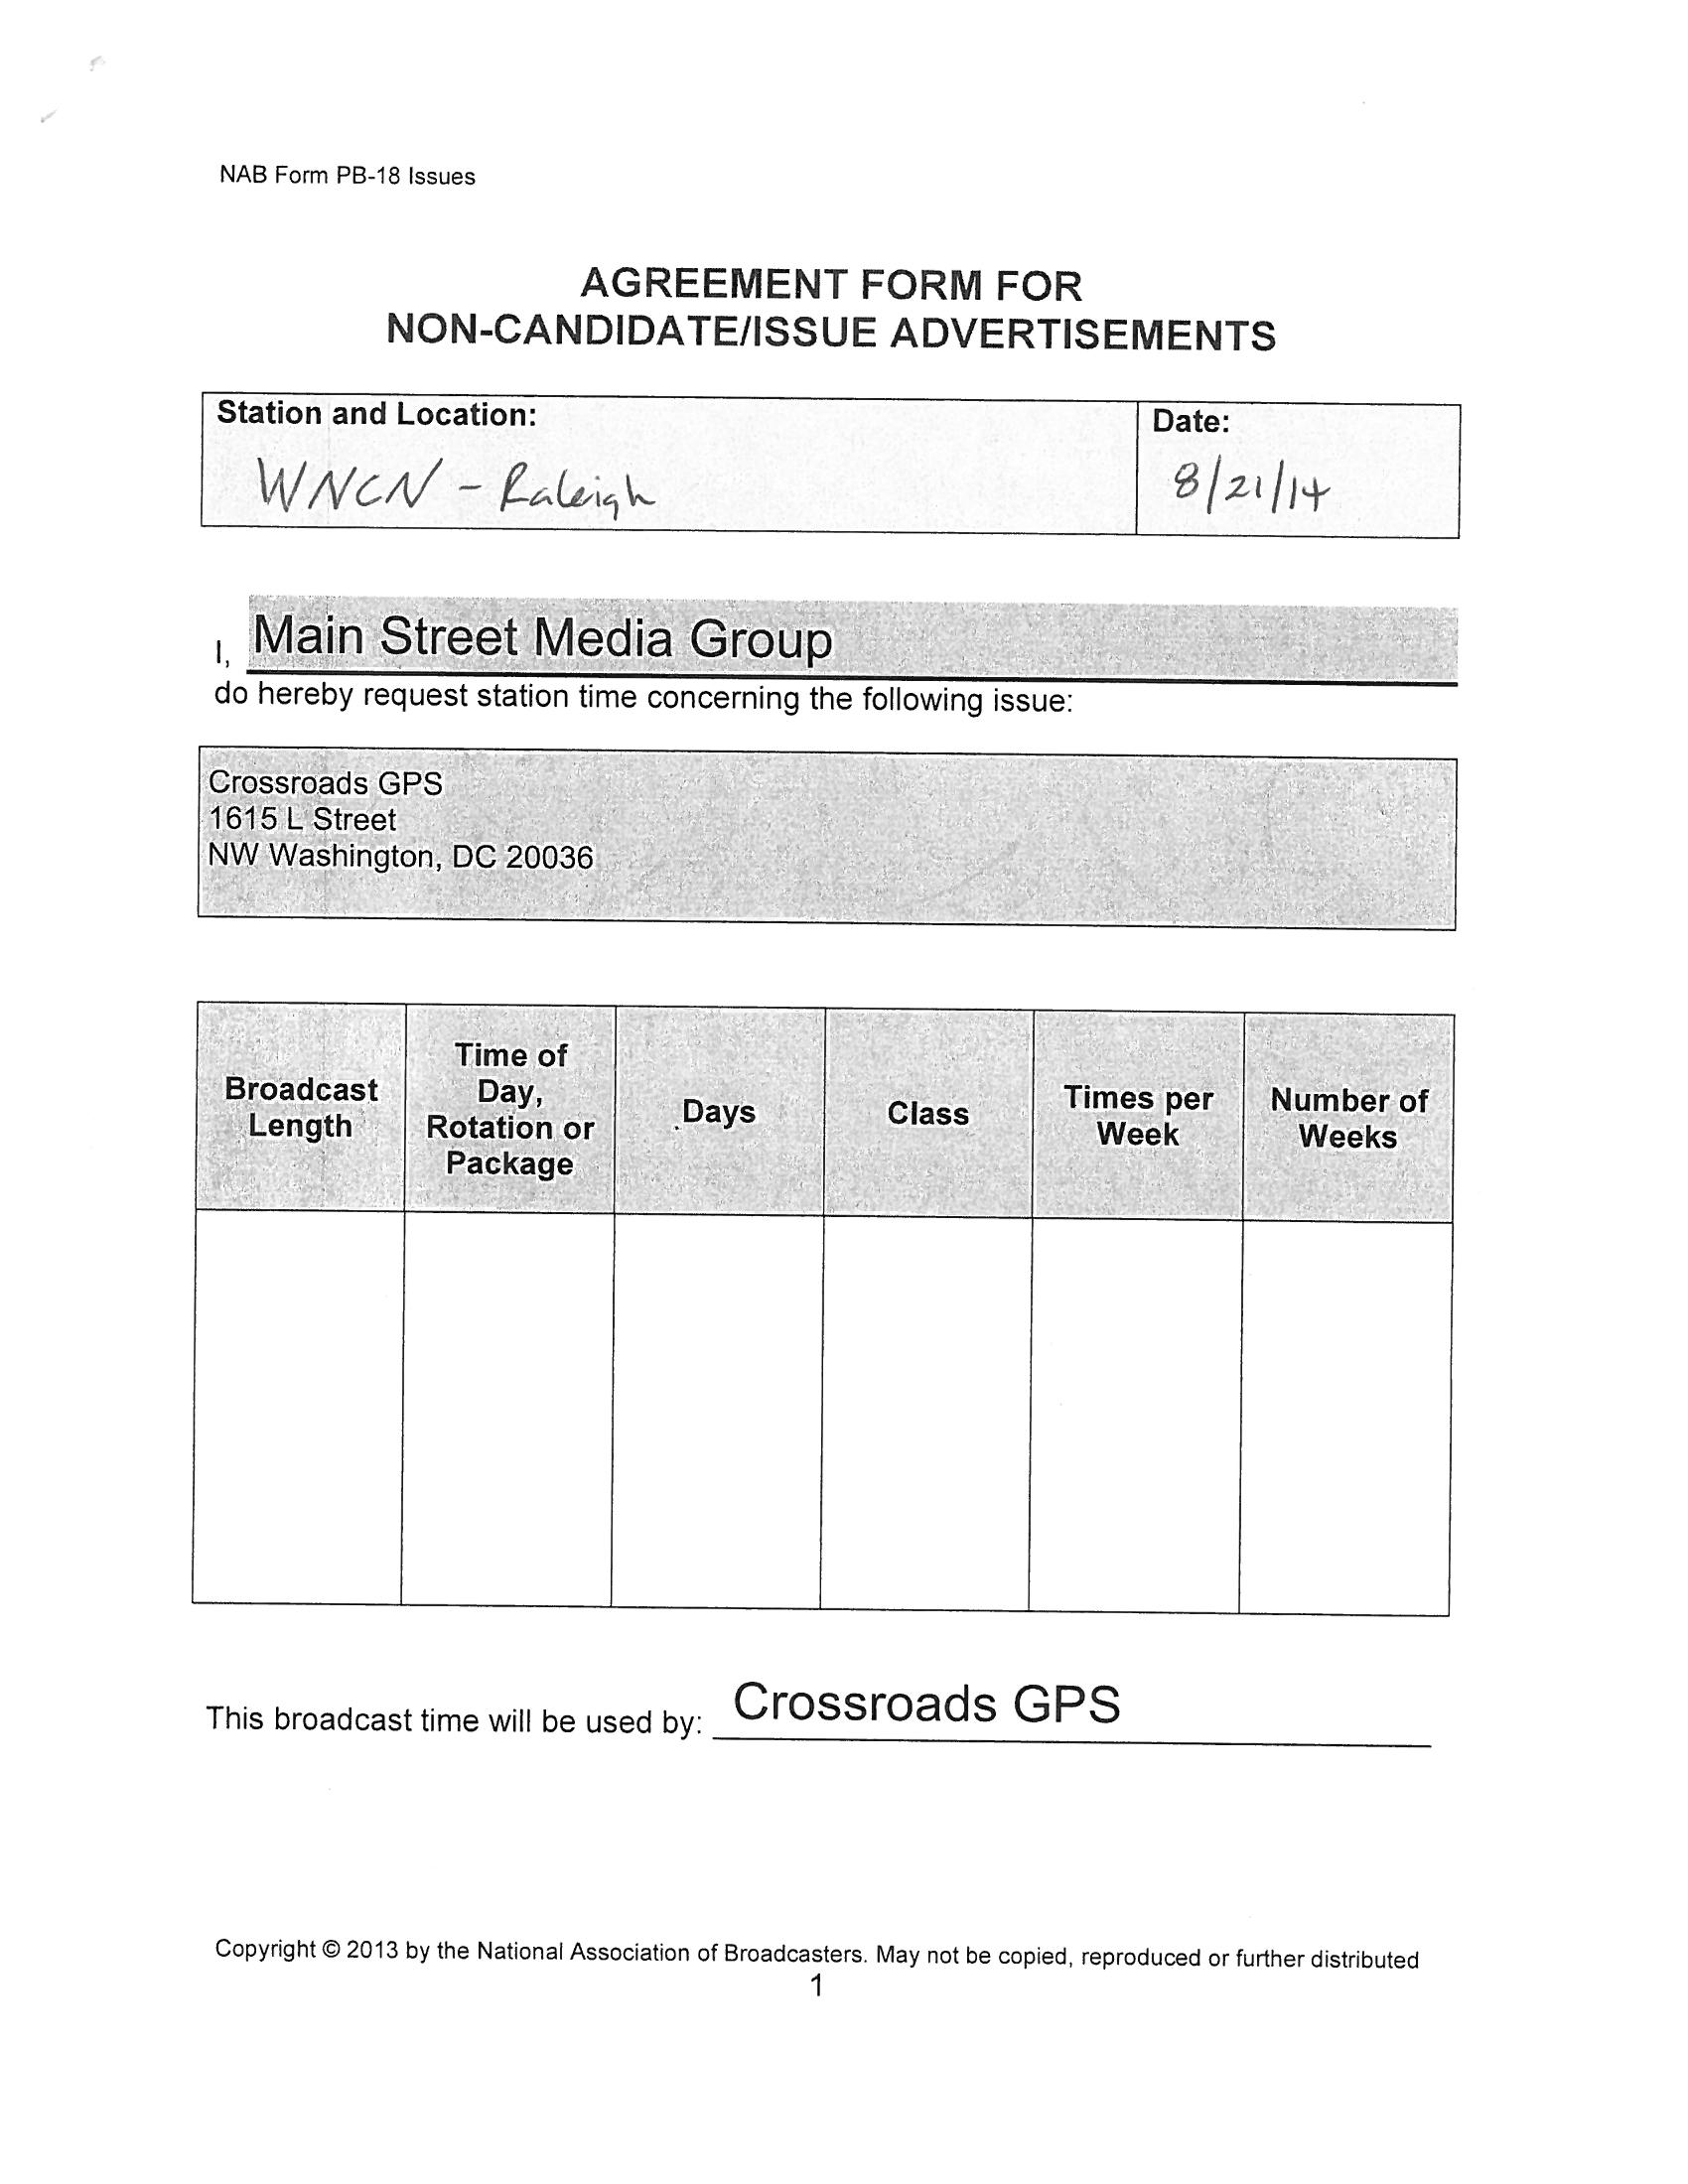 NAB Form PB-18 Issues
AGREEMENT FORM FOR
NON-CANDIDATE/ISSUE ADVERTISEMENTS
Station and Location:
WNCN - Raleigh
Date:
8/21/14
I, Main Street Media Group
do hereby request station time concerning the following issue:
Crossroads GPS
1615 L Street
NW Washington, DC 20036
Broadcast
Length
Time of
Day,
Rotation or
Package
Days
Class
Times per
Week
Number of
Weeks
This broadcast time will be used by: Crossroads GPS
Copyright © 2013 by the National Association of Broadcasters. May not be copied, reproduced or further distributed
1